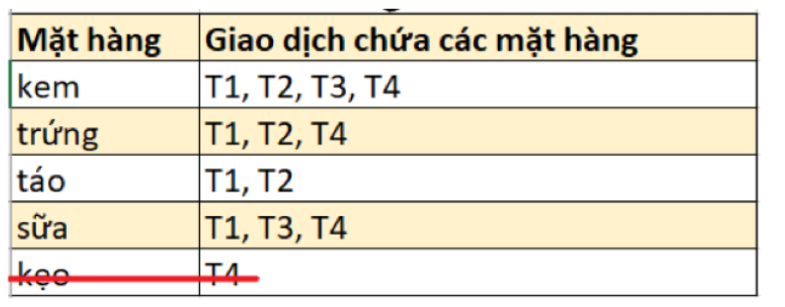 Mặt hàng Giao dịch chứa các mặt hàng
kem T1, T2, T3, T4
trứng T1, T2, T4
táo T1, T2
sữa T1, T3, T4
kẹo T4